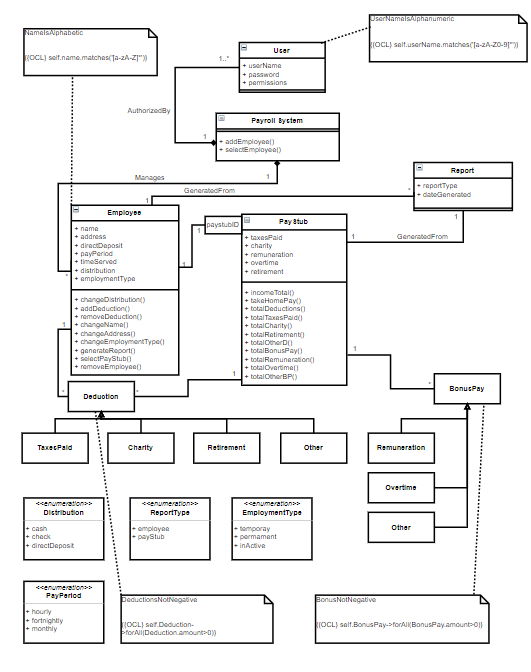 NameIsAlphabetic
{(OCL) self.name.matches('[a-zA-Z]*')}
UserNameIsAlphanumeric
{(OCL) self.userName.matches('[a-zA-Z0-9]*')}
User
+ userName
+ password
+ permissions
1..*
AuthorizedBy
1
Payroll System
+ addEmployee()
+ selectEmployee()
Manages
1
GeneratedFrom
1
*
Report
+ reportType
+ dateGenerated
1
GeneratedFrom
1
Employee
+ name
+ address
+ directDeposit
+ payPeriod
+ timeServed
+ distribution
+ employmentType
*
+ changeDistribution()
+ addDeduction()
+ removeDeduction()
+ changeName()
+ changeAddress()
+ changeEmploymentType()
+ generateReport()
+ selectPayStub()
+ removeEmployee()
1
1
1
paystubID
PayStub
+ taxesPaid
+ charity
+ remuneration
+ overtime
+ retirement
+ incomeTotal()
+ takeHomePay()
+ totalDeductions()
+ totalTaxesPaid()
+ totalCharity()
+ totalRetirement()
+ totalOtherD()
+ totalBonusPay()
+ totalRemuneration()
+ totalOvertime()
+ totalOtherBP()
1
1
*
*
*
Deduction
BonusPay
TaxesPaid
Charity
Retirement
Other
Remuneration
Overtime
Other
<<enumeration>>
Distribution
+ cash
+ check
+ directDeposit
<<enumeration>>
ReportType
+ employee
+ payStub
<<enumeration>>
EmploymentType
+ temporay
+ permament
+ inActive
<<enumeration>>
PayPeriod
+ hourly
+ fortnightly
+ monthly
DeductionsNotNegative
{(OCL) self.Deduction-
>forAll(Deduction.amount>0)}
BonusNotNegative
{(OCL) self.BonusPay->forAll(BonusPay.amount>0)}